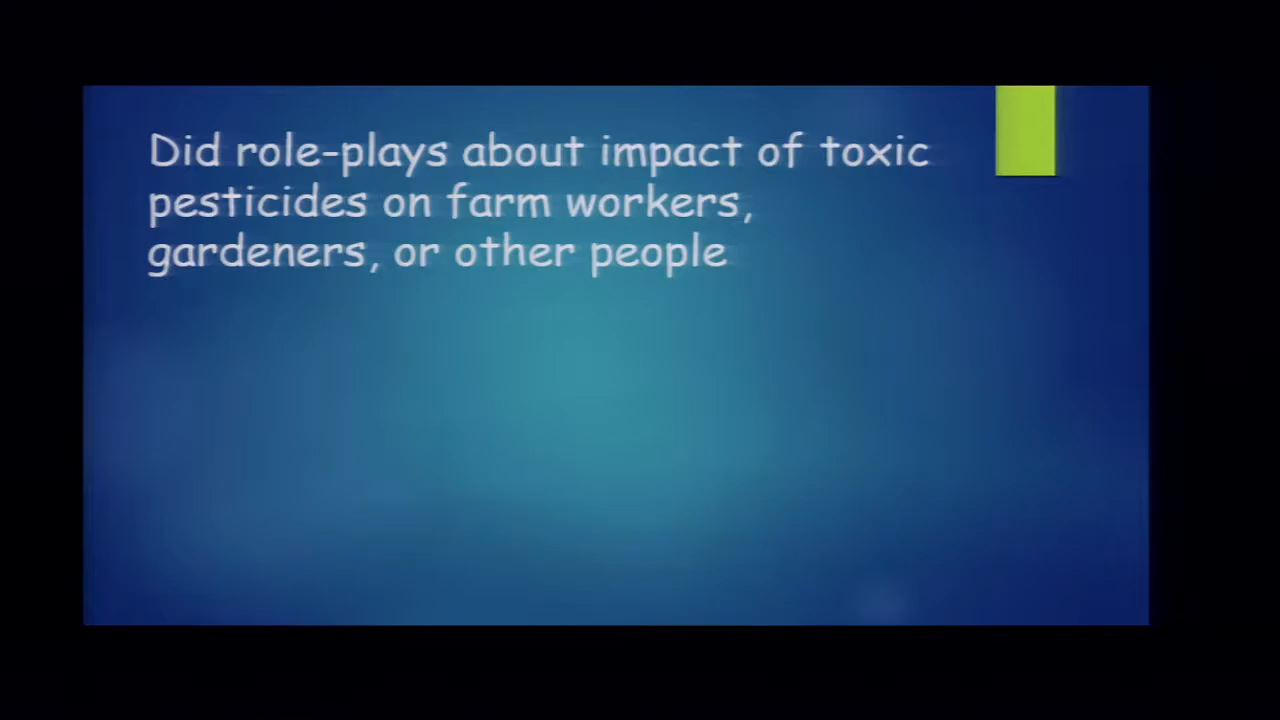 Did role-plays about impact of toxic
pesticides on farm workers,
gardeners, or other people